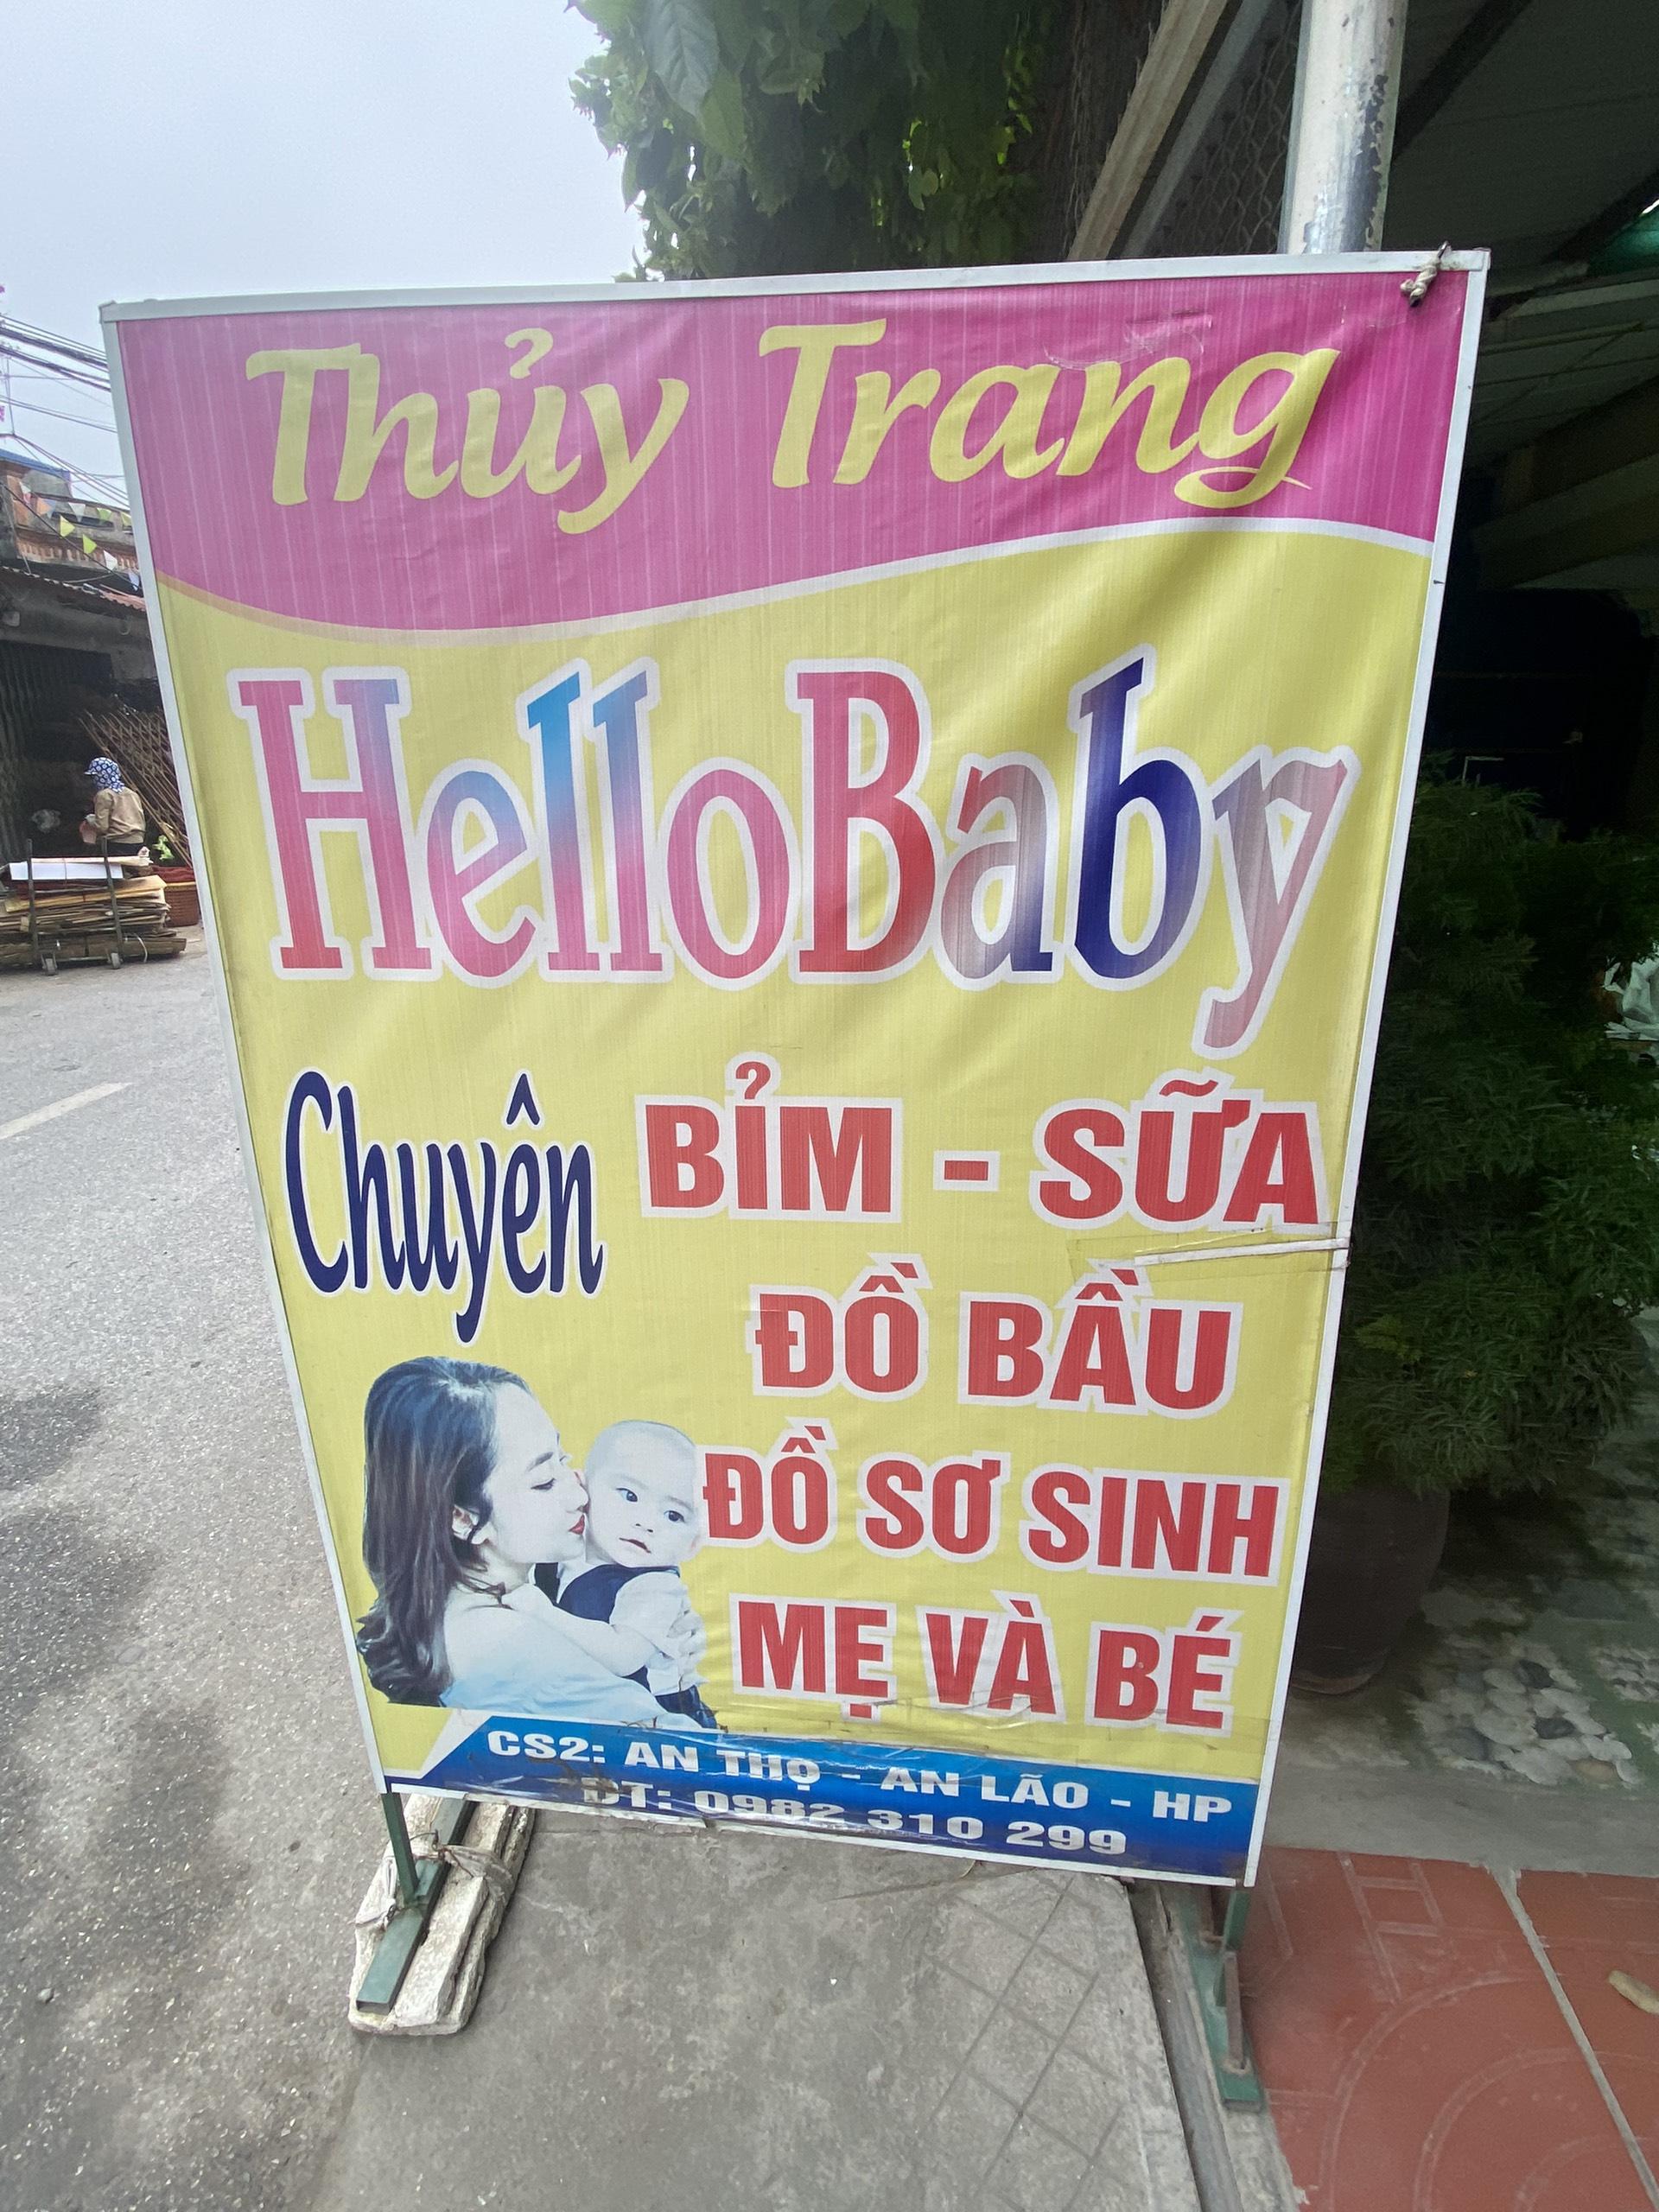 Thủy Trang
HelloBaby
Chuyên BỈM - SỮA
ĐỒ BẦU
ĐỒ SƠ SINH
MẸ VÀ BÉ
CS2: AN THỌ - AN LÃO - HP
ĐT: 0982 310 299